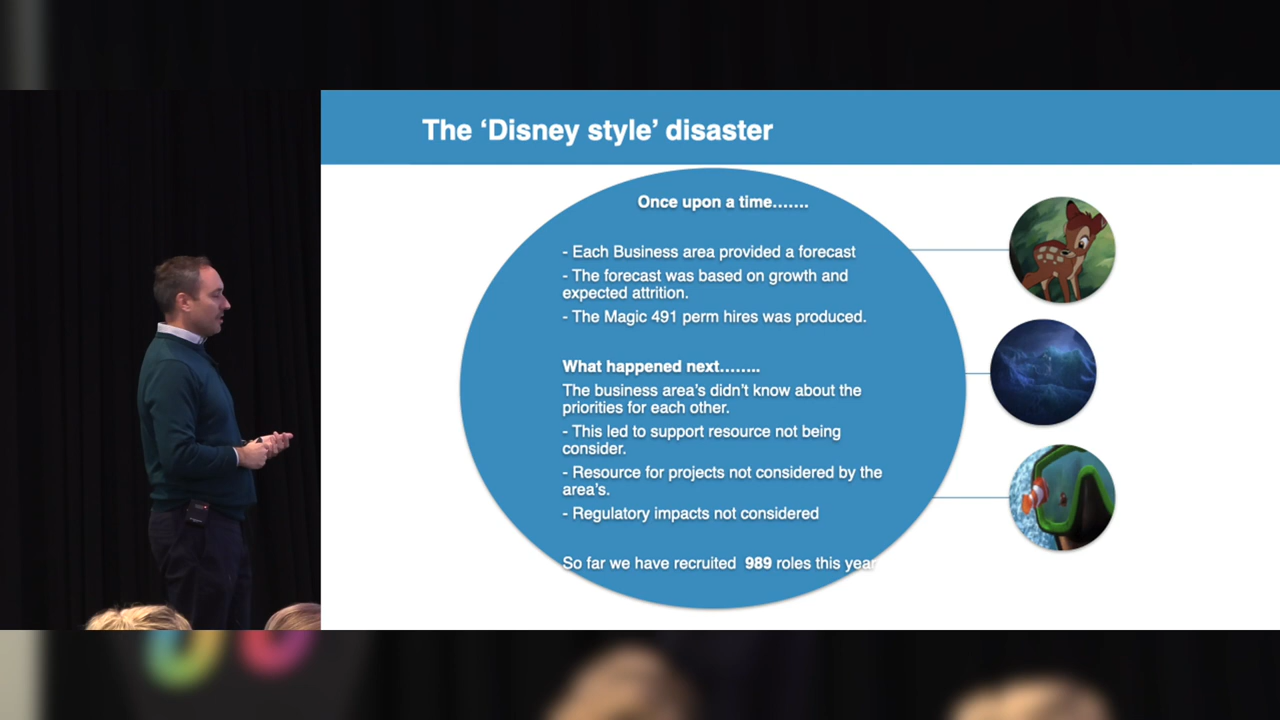 The ‘Disney style’ disaster
Once upon a time…….
- Each Business area provided a forecast
- The forecast was based on growth and
expected attrition.
- The Magic 491 perm hires was produced.
What happened next……..
The business area’s didn’t know about the
priorities for each other.
- This led to support resource not being
consider.
- Resource for projects not considered by the
area’s.
- Regulatory impacts not considered
So far we have recruited  989 roles this year